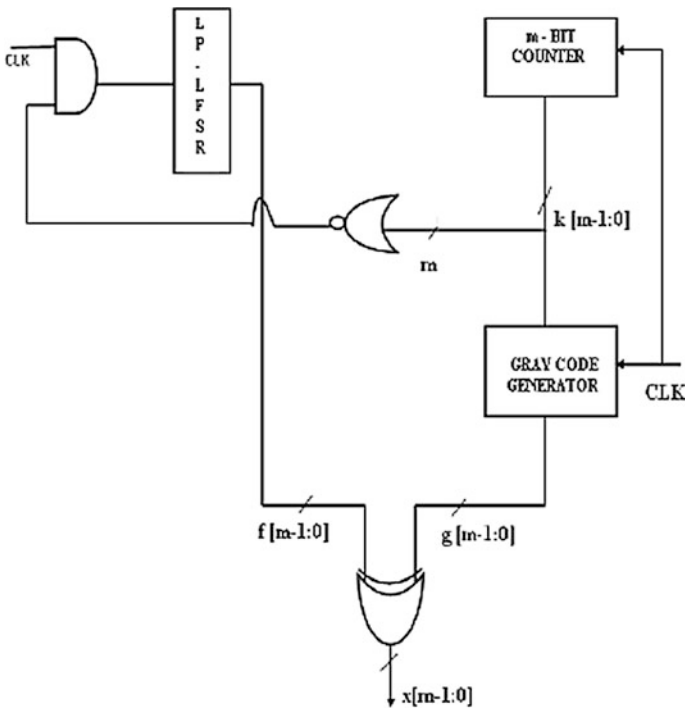 CLK
L
P
-
L
F
S
R
m - BIT
COUNTER
k [m-1:0]
m
GRAY CODE
GENERATOR
CLK
f [m-1:0]
g [m-1:0]
x[m-1:0]